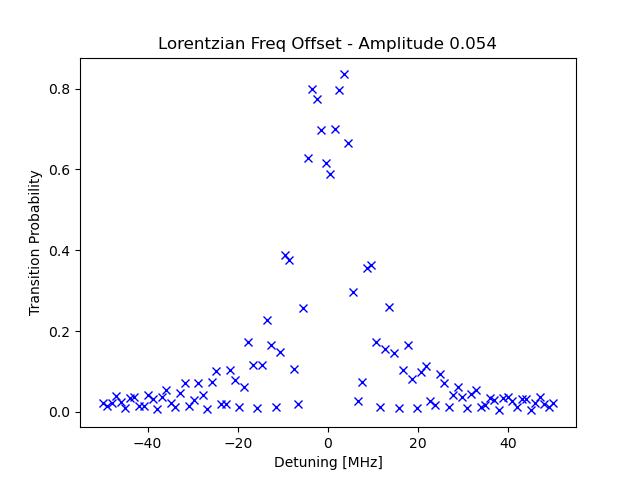 Lorentzian Freq Offset - Amplitude 0.054
Transition Probability
0.8
0.6
0.4
0.2
0.0
−40 −20 0 20 40
Detuning [MHz]